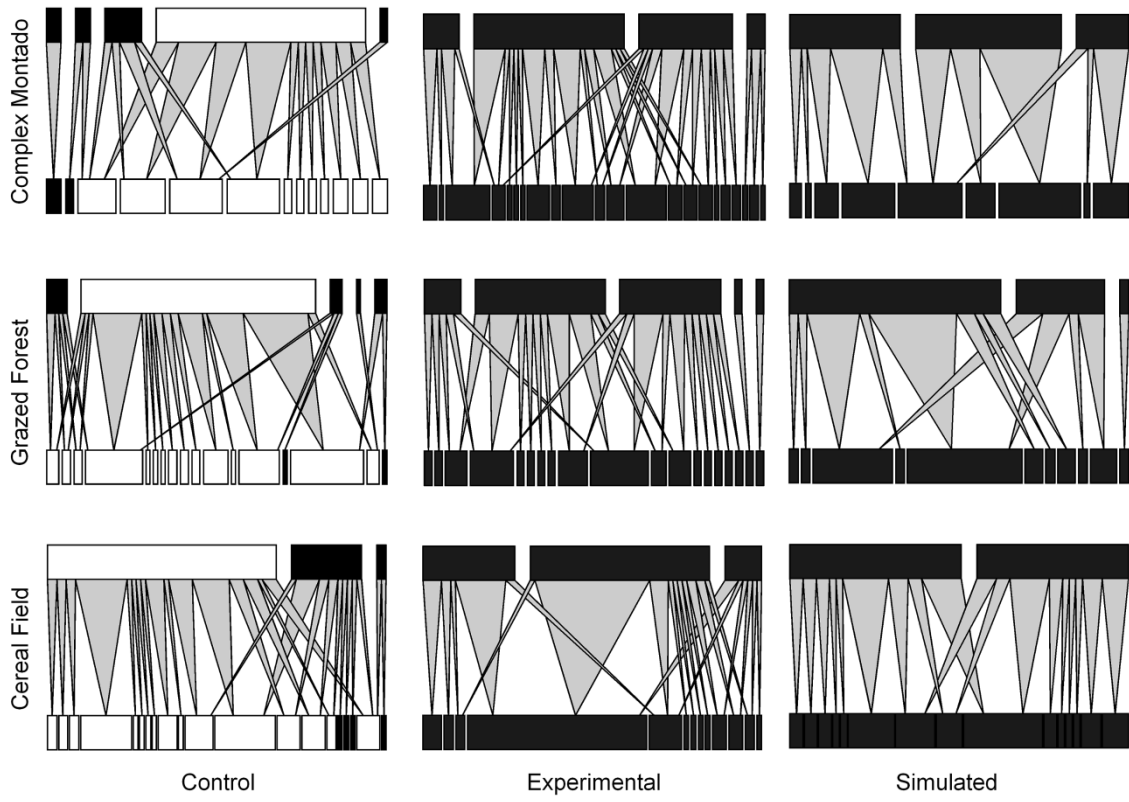 Complex Montado
Grazed Forest
Cereal Field
Control
Experimental
Simulated